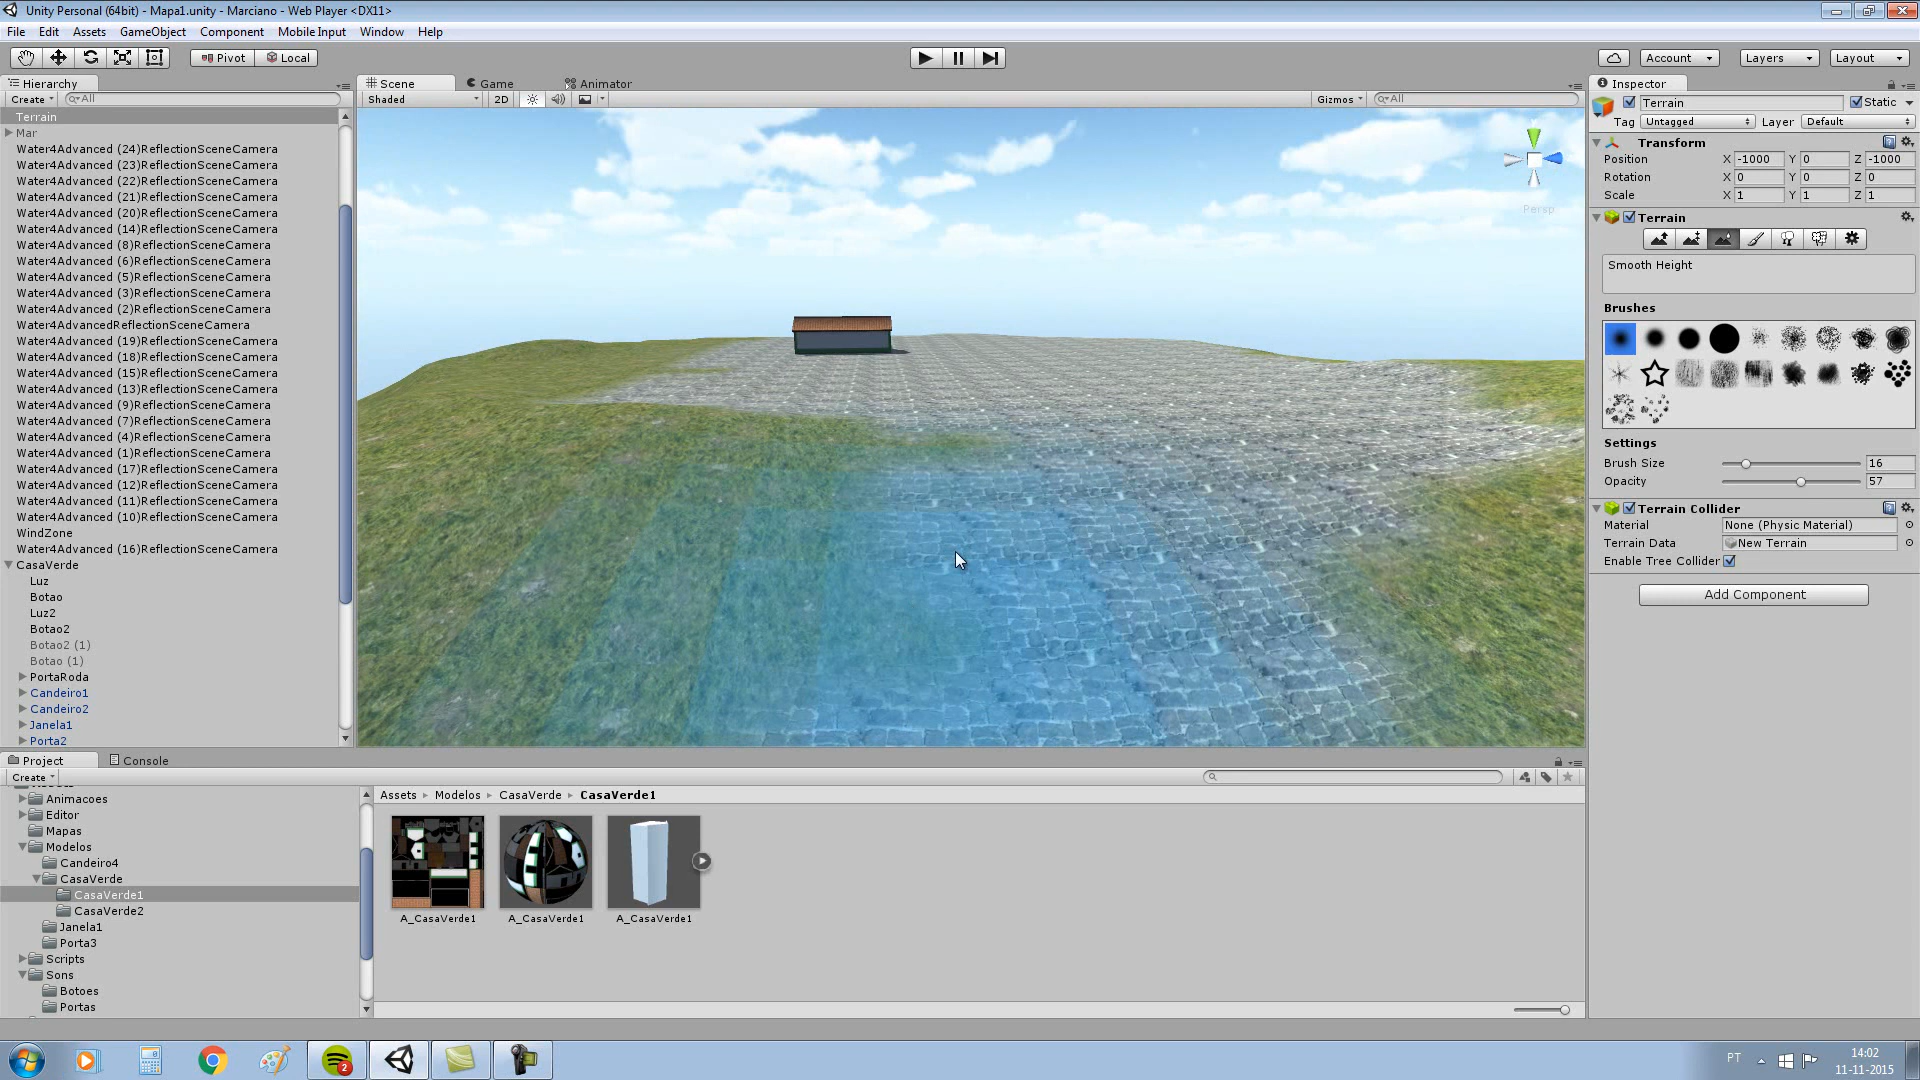 Unity Personal (64bit) - Mapa1.unity - Marciano - Web Player <DX11>
File Edit Assets GameObject Component Mobile Input Window Help
Pivot Local Account Layers Layout
Hierarchy
Create All
Terrain
Mar
Water4Advanced (24)ReflectionSceneCamera
Water4Advanced (23)ReflectionSceneCamera
Water4Advanced (22)ReflectionSceneCamera
Water4Advanced (21)ReflectionSceneCamera
Water4Advanced (20)ReflectionSceneCamera
Water4Advanced (14)ReflectionSceneCamera
Water4Advanced (8)ReflectionSceneCamera
Water4Advanced (6)ReflectionSceneCamera
Water4Advanced (5)ReflectionSceneCamera
Water4Advanced (3)ReflectionSceneCamera
Water4Advanced (2)ReflectionSceneCamera
Water4AdvancedReflectionSceneCamera
Water4Advanced (19)ReflectionSceneCamera
Water4Advanced (18)ReflectionSceneCamera
Water4Advanced (15)ReflectionSceneCamera
Water4Advanced (13)ReflectionSceneCamera
Water4Advanced (9)ReflectionSceneCamera
Water4Advanced (7)ReflectionSceneCamera
Water4Advanced (4)ReflectionSceneCamera
Water4Advanced (1)ReflectionSceneCamera
Water4Advanced (17)ReflectionSceneCamera
Water4Advanced (12)ReflectionSceneCamera
Water4Advanced (11)ReflectionSceneCamera
Water4Advanced (10)ReflectionSceneCamera
WindZone
Water4Advanced (16)ReflectionSceneCamera
CasaVerde
Luz
Botao
Luz2
Botao2
Botao2 (1)
Botao (1)
PortaRoda
Candeiro1
Candeiro2
Janela1
Porta2
Scene Game Animator
Shaded 2D Gizmos All
Persp
Inspector
Terrain Static
Tag Untagged Layer Default
Transform
Position X -1000 Y 0 Z -1000
Rotation X 0 Y 0 Z 0
Scale X 1 Y 1 Z 1
Terrain
Smooth Height
Brushes
Settings
Brush Size 16
Opacity 57
Terrain Collider
Material None (Physic Material)
Terrain Data New Terrain
Enable Tree Collider
Add Component
Project Console
Create
Animacoes
Editor
Mapas
Modelos
Candeiro4
CasaVerde
CasaVerde1
CasaVerde2
Janela1
Porta3
Scripts
Sons
Botoes
Portas
Assets Modelos CasaVerde CasaVerde1
A_CasaVerde1 A_CasaVerde1 A_CasaVerde1
2
PT 14:02
11-11-2015